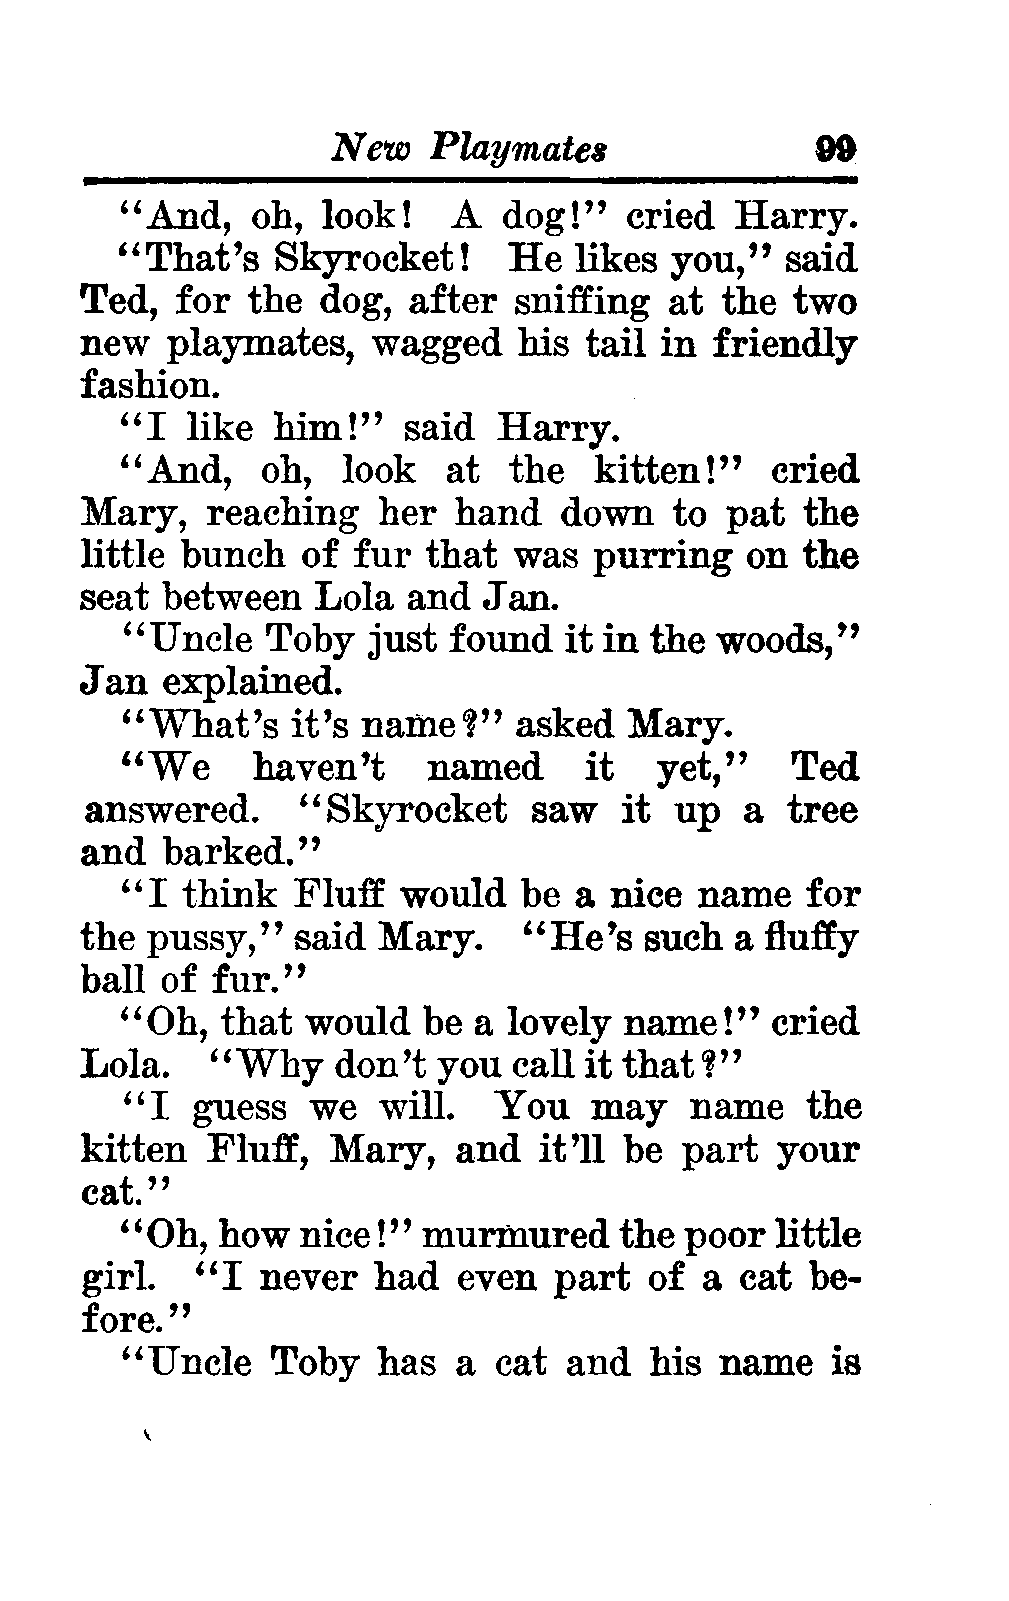 New Playmates 99
“And, oh, look! A dog!” cried Harry.
“That’s Skyrocket! He likes you,” said
Ted, for the dog, after sniffing at the two
new playmates, wagged his tail in friendly
fashion.
“I like him!” said Harry.
“And, oh, look at the kitten!” cried
Mary, reaching her hand down to pat the
little bunch of fur that was purring on the
seat between Lola and Jan.
“Uncle Toby just found it in the woods,”
Jan explained.
“What’s it’s name?” asked Mary.
“We haven’t named it yet,” Ted
answered. “Skyrocket saw it up a tree
and barked.”
“I think Fluff would be a nice name for
the pussy,” said Mary. “He’s such a fluffy
ball of fur.”
“Oh, that would be a lovely name!” cried
Lola. “Why don’t you call it that?”
“I guess we will. You may name the
kitten Fluff, Mary, and it’ll be part your
cat.”
“Oh, how nice!” murmured the poor little
girl. “I never had even part of a cat be-
fore.”
“Uncle Toby has a cat and his name is